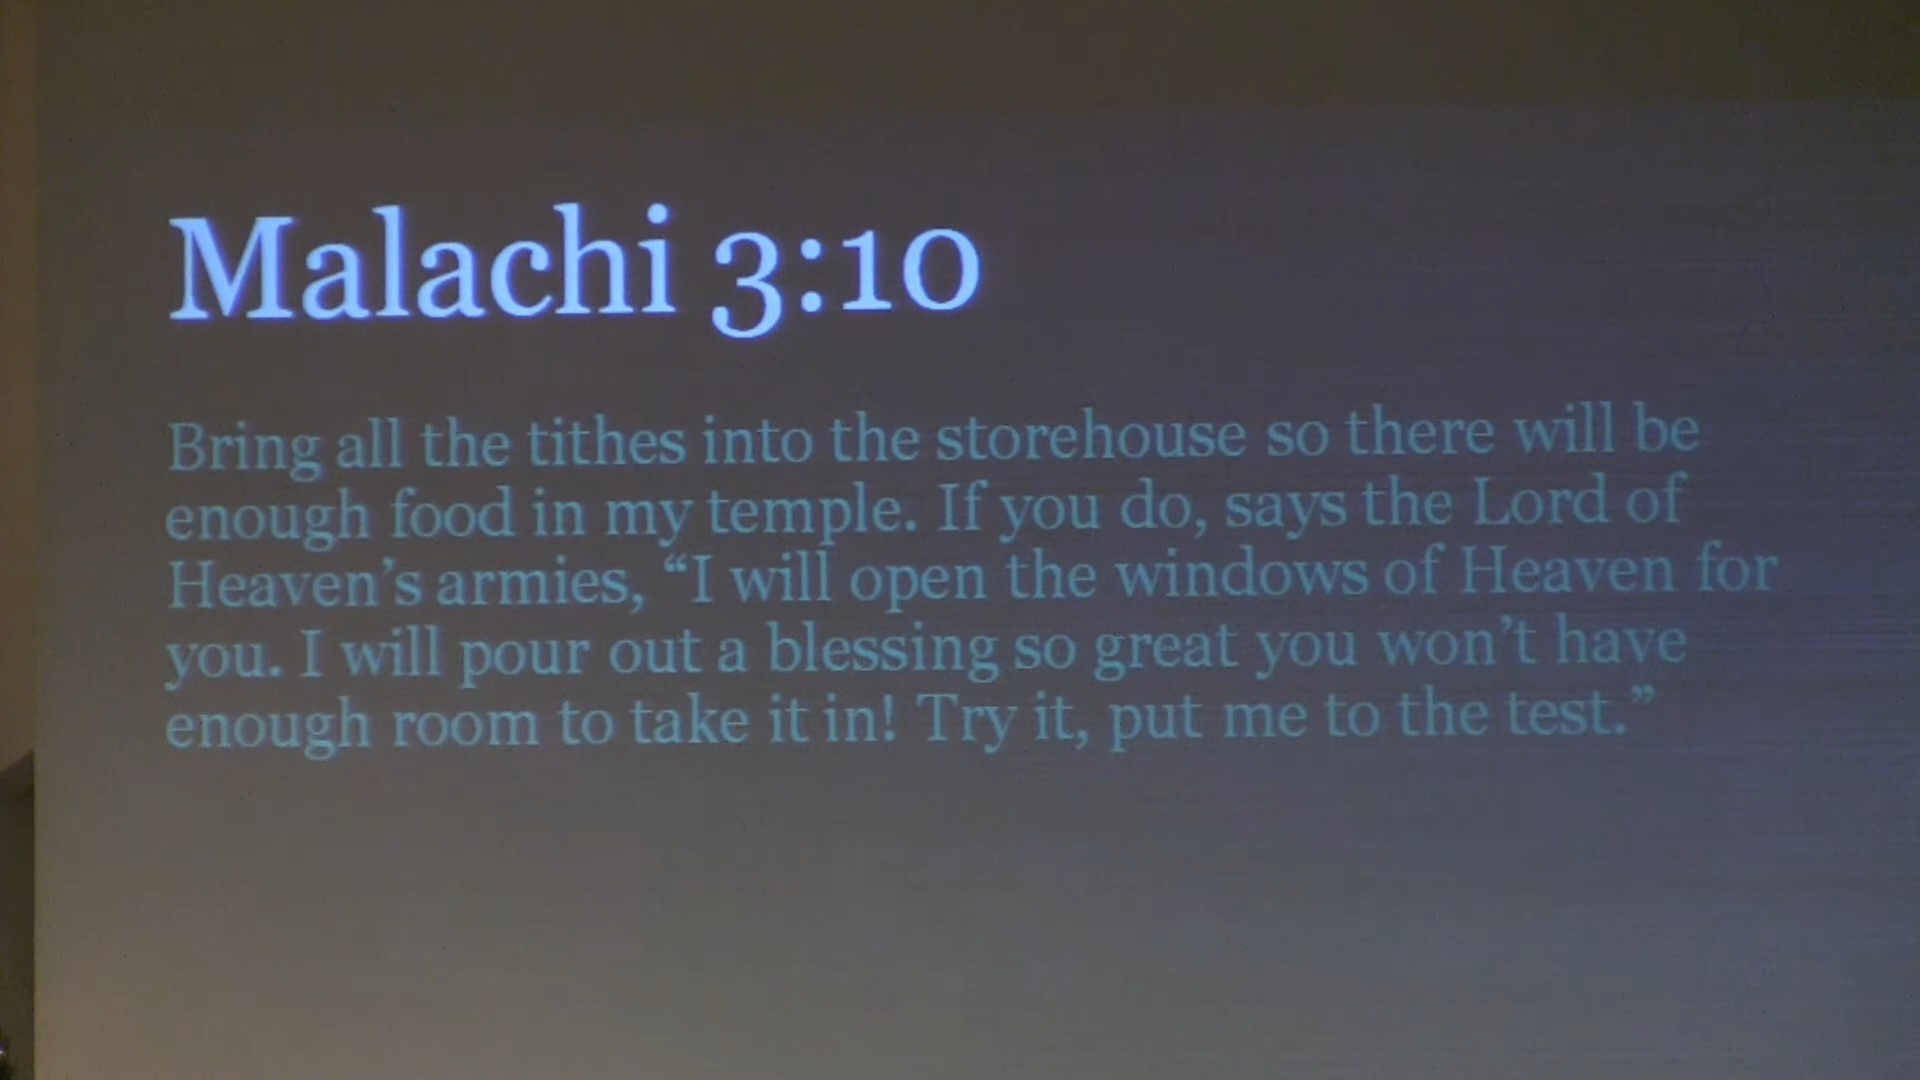 Malachi 3:10
Bring all the tithes into the storehouse so there will be
enough food in my temple. If you do, says the Lord of
Heaven’s armies, “I will open the windows of Heaven for
you. I will pour out a blessing so great you won’t have
enough room to take it in! Try it, put me to the test.”